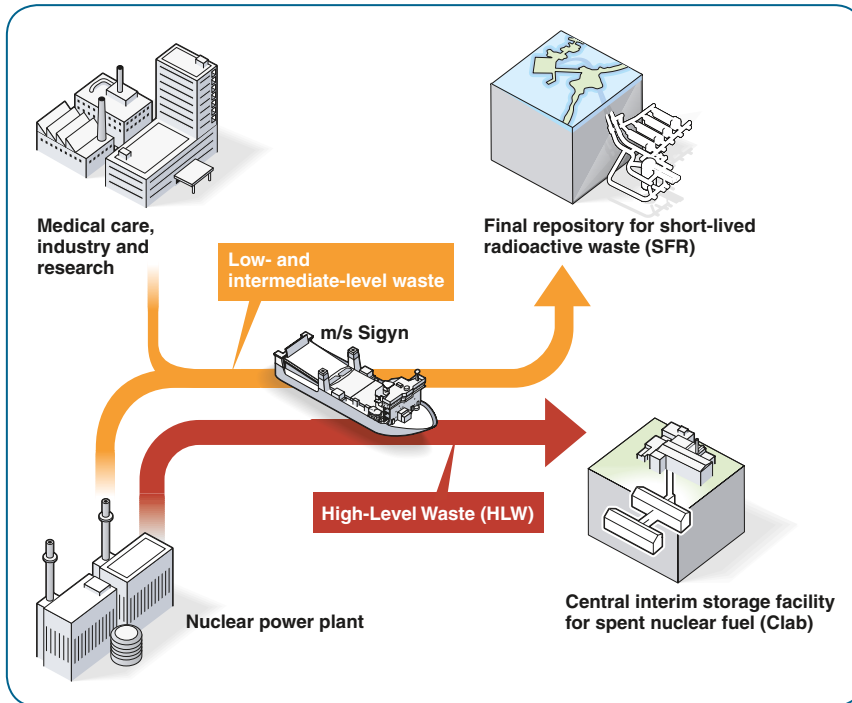 Medical care,
industry and
research
Final repository for short-lived
radioactive waste (SFR)
Low- and
intermediate-level waste
m/s Sigyn
High-Level Waste (HLW)
Nuclear power plant
Central interim storage facility
for spent nuclear fuel (Clab)